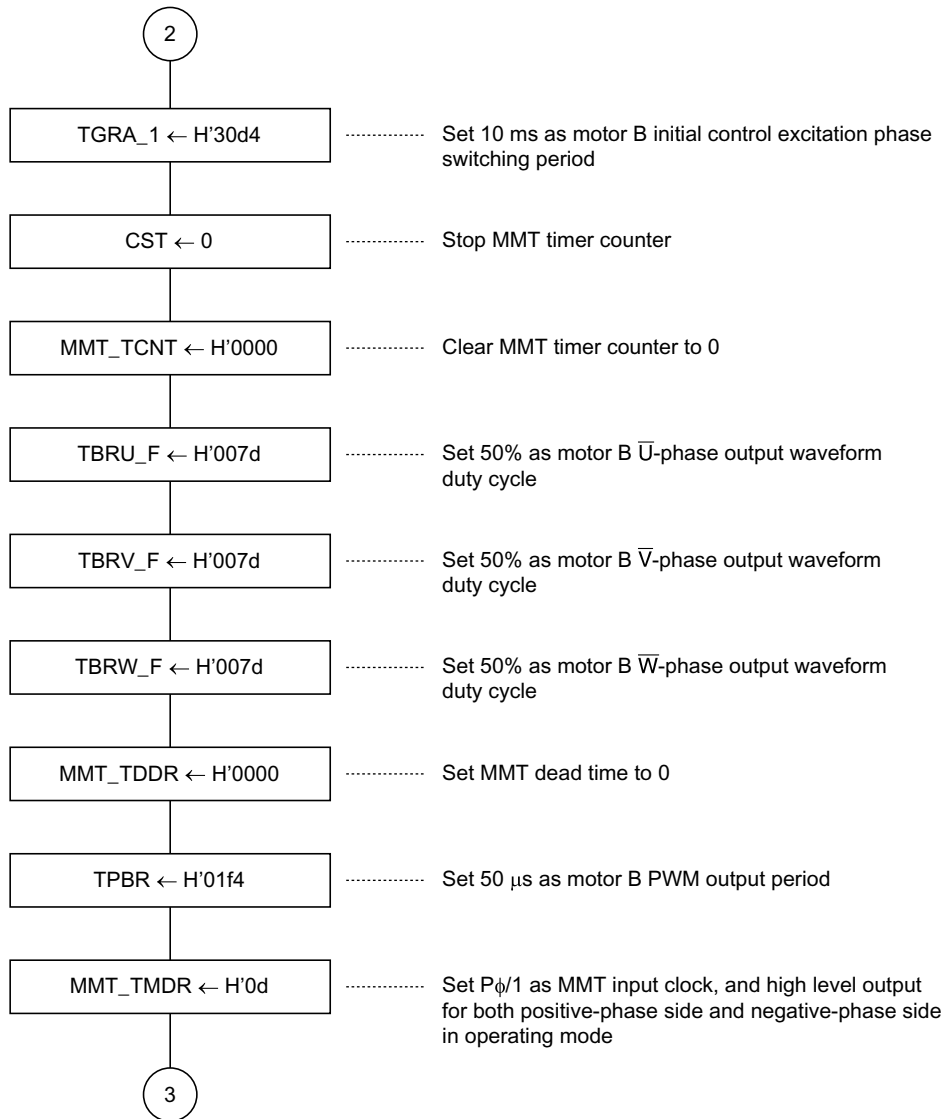 2
TGRA_1 ← H'30d4
Set 10 ms as motor B initial control excitation phase
switching period
CST ← 0
Stop MMT timer counter
MMT_TCNT ← H'0000
Clear MMT timer counter to 0
TBRU_F ← H'007d
Set 50% as motor B U̅-phase output waveform
duty cycle
TBRV_F ← H'007d
Set 50% as motor B V̅-phase output waveform
duty cycle
TBRW_F ← H'007d
Set 50% as motor B W̅-phase output waveform
duty cycle
MMT_TDDR ← H'0000
Set MMT dead time to 0
TPBR ← H'01f4
Set 50 μs as motor B PWM output period
MMT_TMDR ← H'0d
Set Pϕ/1 as MMT input clock, and high level output
for both positive-phase side and negative-phase side
in operating mode
3